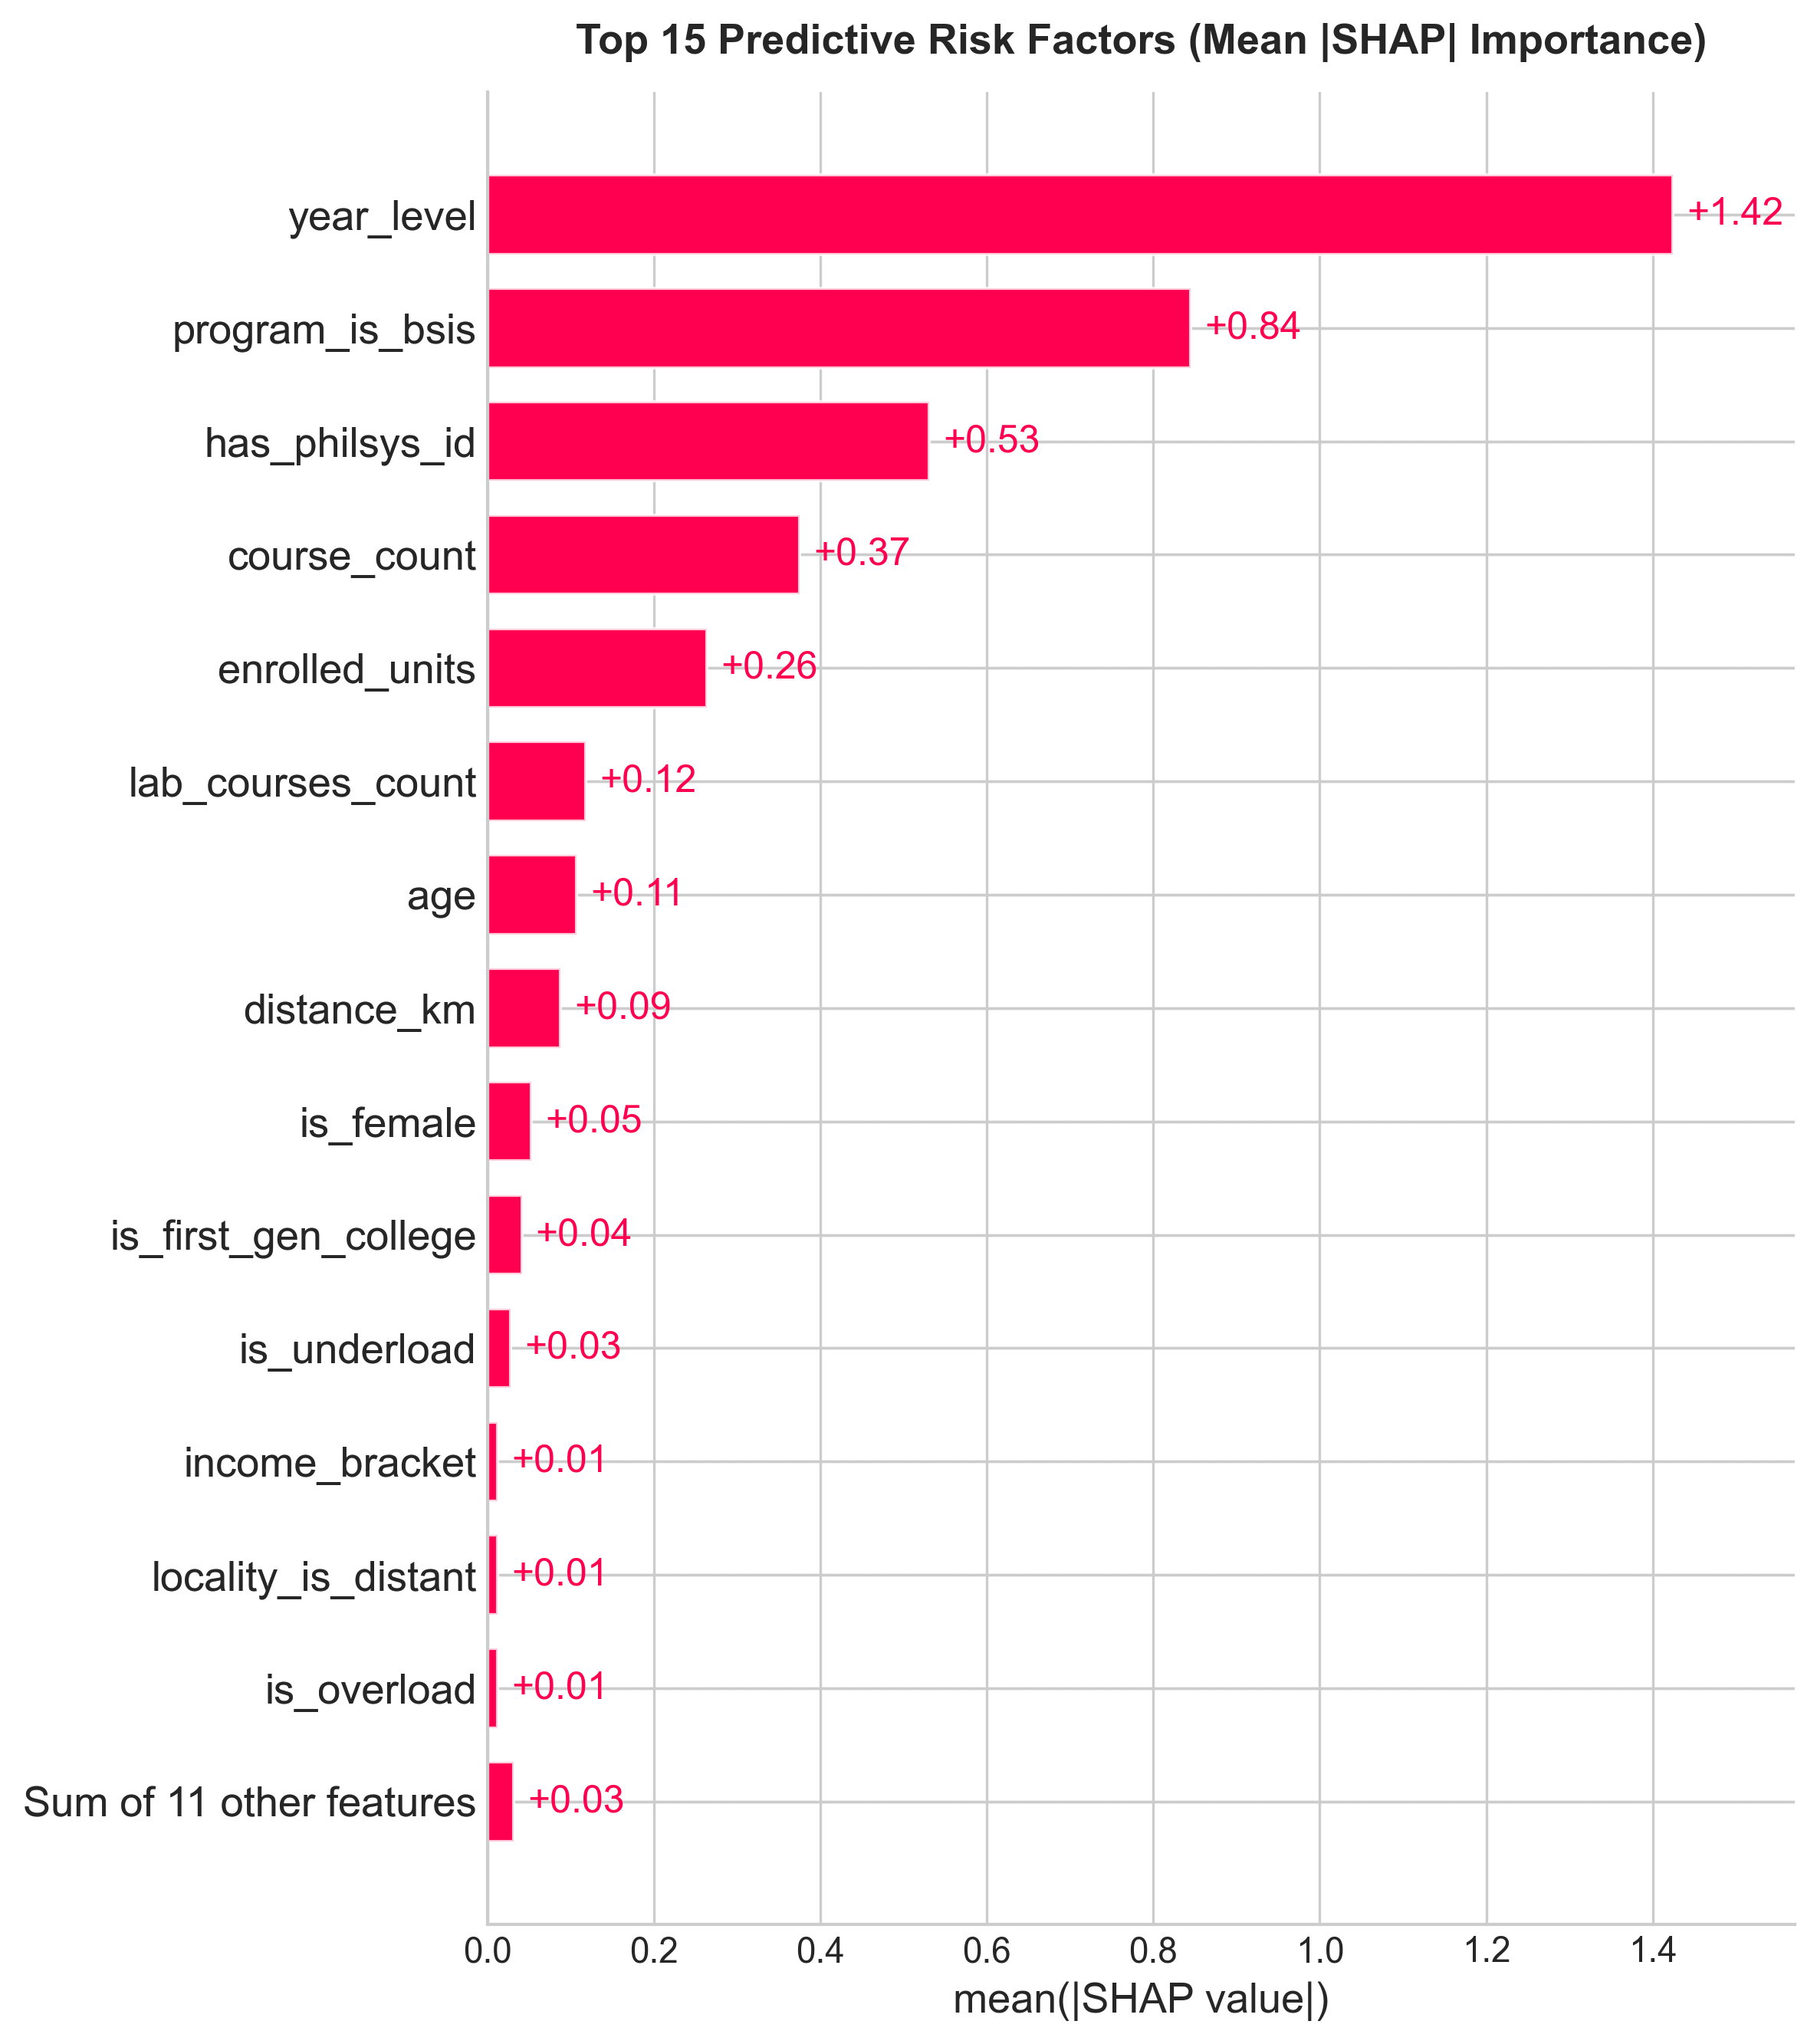 Top 15 Predictive Risk Factors (Mean |SHAP| Importance)
year_level +1.42
program_is_bsis +0.84
has_philsys_id +0.53
course_count +0.37
enrolled_units +0.26
lab_courses_count +0.12
age +0.11
distance_km +0.09
is_female +0.05
is_first_gen_college +0.04
is_underload +0.03
income_bracket +0.01
locality_is_distant +0.01
is_overload +0.01
Sum of 11 other features +0.03
0.0 0.2 0.4 0.6 0.8 1.0 1.2 1.4
mean(|SHAP value|)